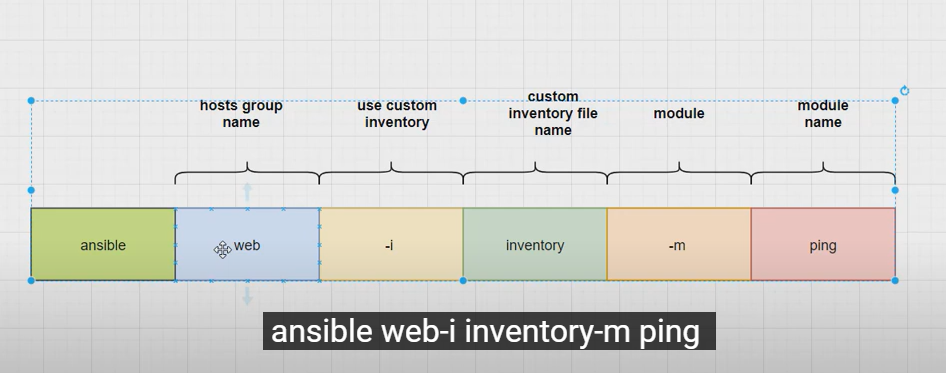 hosts group
name
use custom
inventory
custom
inventory file
name
module
module
name
ansible
web
-i
inventory
-m
ping
ansible web-i inventory-m ping